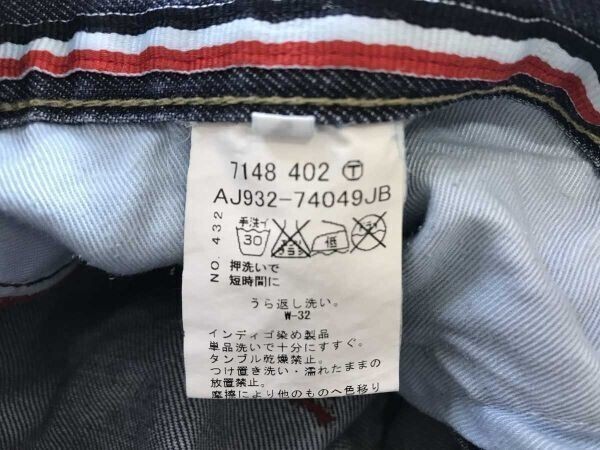 7148 402 Ⓣ
AJ932-74049JB
NO. 432
手洗イ
30
低
ドライ
押洗いで
短時間に
うら返し洗い。
W-32
インディゴ染め製品
単品洗いで十分にすすぐ。
タンブル乾燥禁止。
つけ置き洗い・濡れたままの
放置禁止。
摩擦により他のものへ色移り